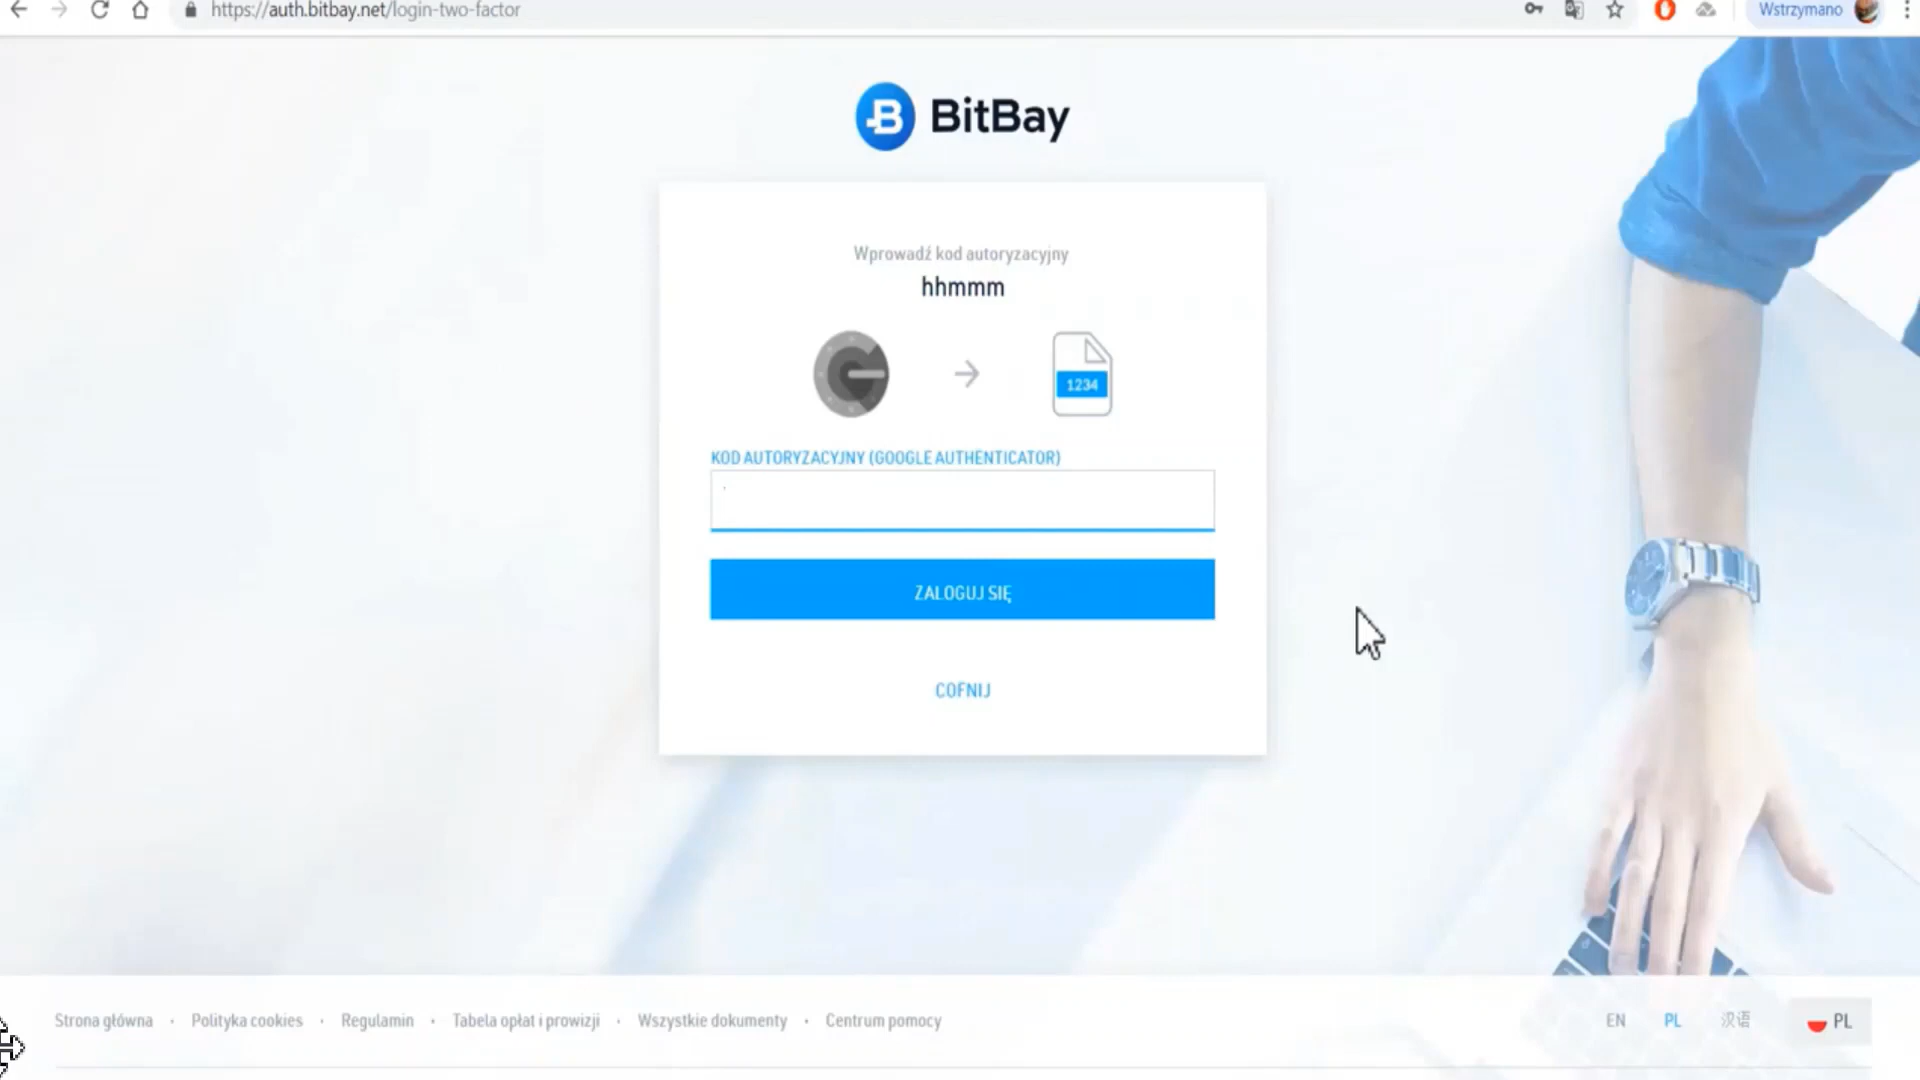 https://auth.bitbay.net/login-two-factor
Wstrzymano
BitBay
Wprowadź kod autoryzacyjny
hhmmm
1234
KOD AUTORYZACYJNY (GOOGLE AUTHENTICATOR)
ZALOGUJ SIĘ
COFNIJ
Strona główna · Polityka cookies · Regulamin · Tabela opłat i prowizji · Wszystkie dokumenty · Centrum pomocy
EN PL 汉语 PL